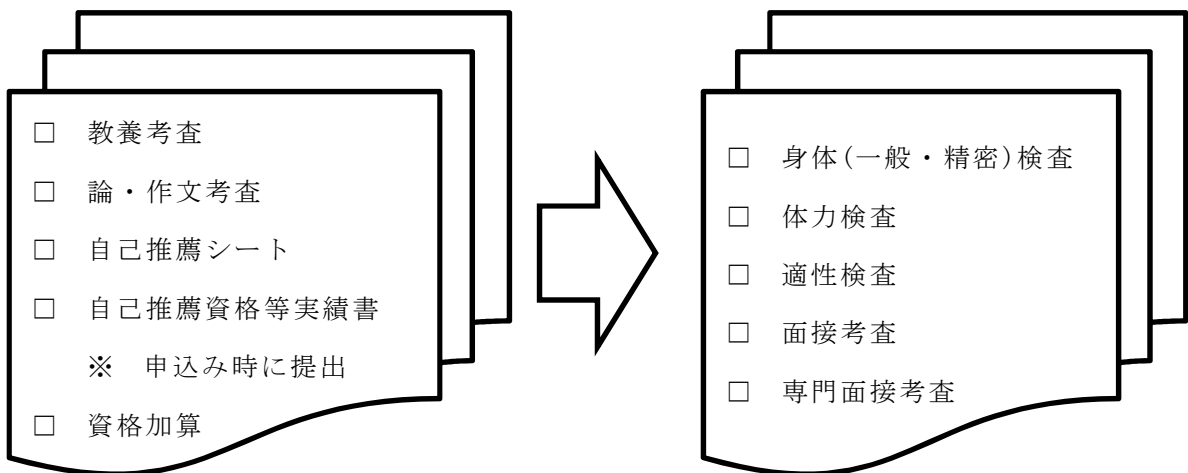 □ 教養考査
□ 論・作文考査
□ 自己推薦シート
□ 自己推薦資格等実績書
※ 申込み時に提出
□ 資格加算
□ 身体(一般・精密)検査
□ 体力検査
□ 適性検査
□ 面接考査
□ 専門面接考査